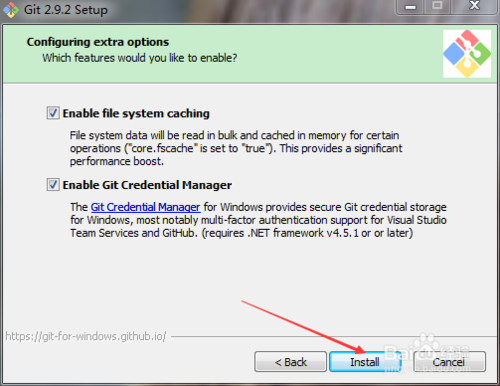 Git 2.9.2 Setup
Configuring extra options
Which features would you like to enable?
Enable file system caching
File system data will be read in bulk and cached in memory for certain
operations ("core.fscache" is set to "true"). This provides a significant
performance boost.
Enable Git Credential Manager
The Git Credential Manager for Windows provides secure Git credential storage
for Windows, most notably multi-factor authentication support for Visual Studio
Team Services and GitHub. (requires .NET framework v4.5.1 or or later)
https://git-for-windows.github.io/
< Back
Install
Cancel